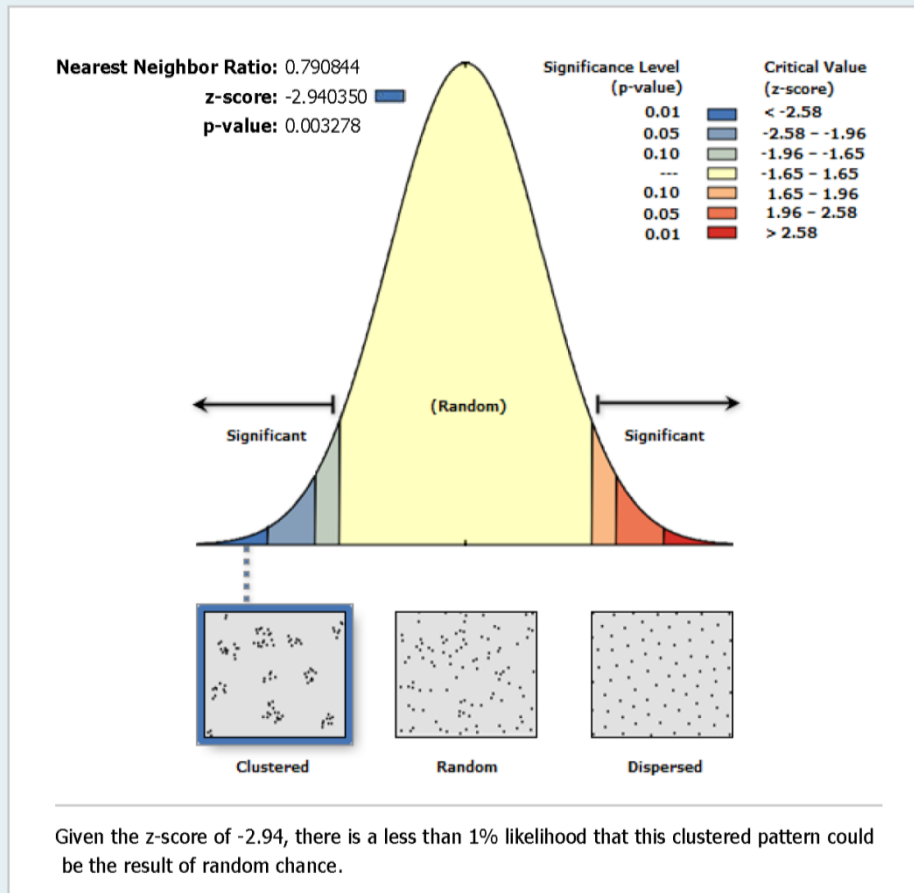 Nearest Neighbor Ratio: 0.790844
z-score: -2.940350
p-value: 0.003278
Significance Level
(p-value)
Critical Value
(z-score)
0.01 < -2.58
0.05 -2.58 – -1.96
0.10 -1.96 – -1.65
--- -1.65 – 1.65
0.10 1.65 – 1.96
0.05 1.96 – 2.58
0.01 > 2.58
(Random)
Significant
Significant
Clustered
Random
Dispersed
Given the z-score of -2.94, there is a less than 1% likelihood that this clustered pattern could
be the result of random chance.